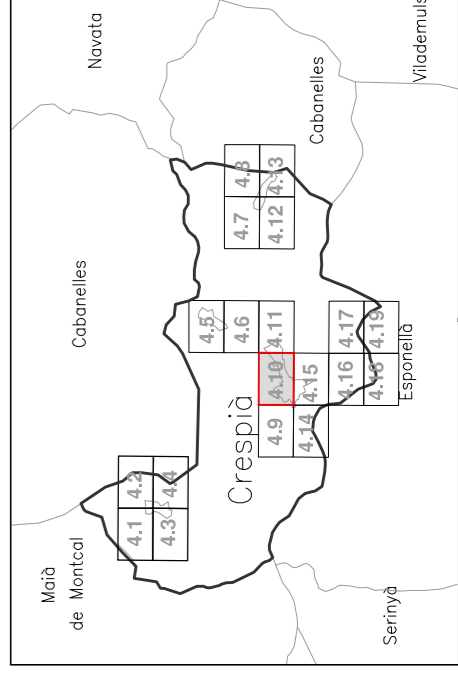 Navata
Vilademuls
Cabanelles
4.8
4.13
4.7
4.12
Cabanelles
4.5
4.6
4.11
4.17
4.19
4.10
4.15
4.16
4.18
Esponellà
Crespià
4.9
4.14
4.2
4.4
4.1
4.3
Maià
de Montcal
Serinyà